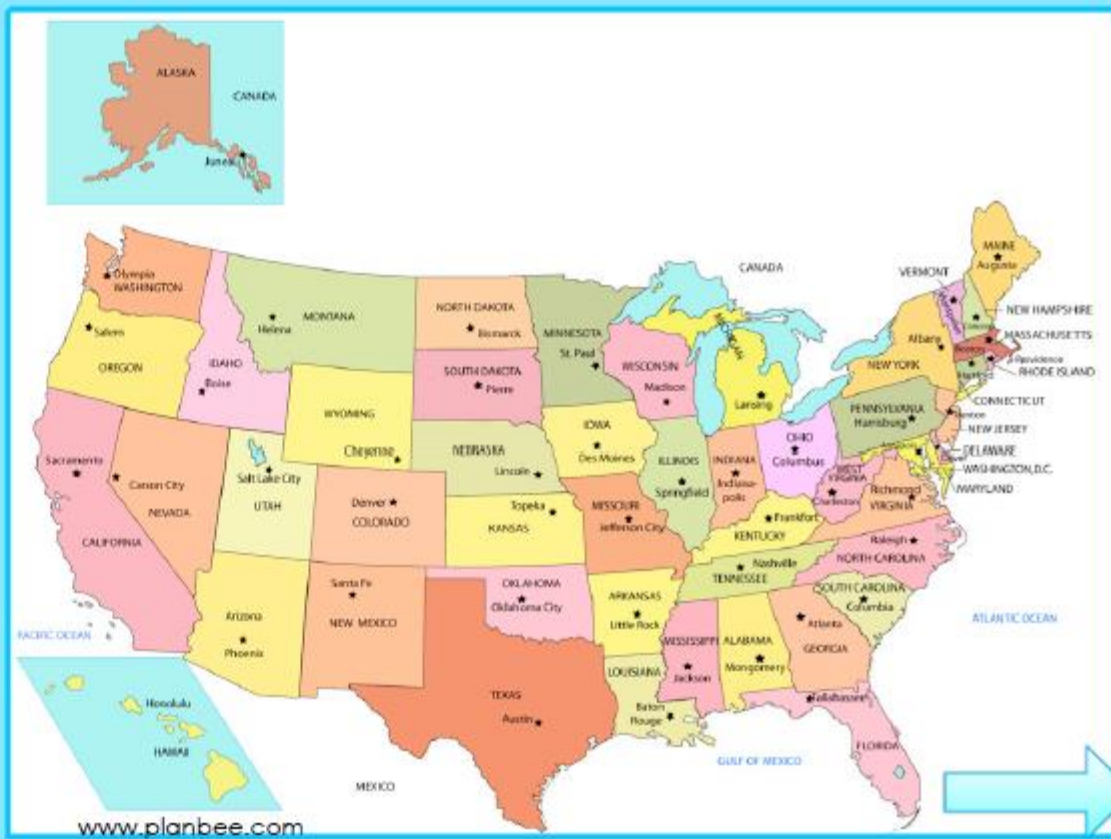 ALASKA
CANADA
Juneau
CANADA
MAINE
Augusta
VERMONT
NEW HAMPSHIRE
MASSACHUSETTS
Boston
Providence
RHODE ISLAND
Hartford
CONNECTICUT
Albany
NEW YORK
Olympia
WASHINGTON
Salem
OREGON
IDAHO
Boise
MONTANA
Helena
NORTH DAKOTA
Bismarck
SOUTH DAKOTA
Pierre
MINNESOTA
St. Paul
WISCONSIN
Madison
MICHIGAN
Lansing
WYOMING
Cheyenne
NEBRASKA
Lincoln
IOWA
Des Moines
ILLINOIS
Springfield
INDIANA
Indiana-
polis
OHIO
Columbus
PENNSYLVANIA
Harrisburg
NEW JERSEY
DELAWARE
WASHINGTON,D.C.
MARYLAND
WEST
VIRGINIA
Charleston
Richmond
VIRGINIA
Sacramento
CALIFORNIA
Carson City
NEVADA
Salt Lake City
UTAH
Denver
COLORADO
Topeka
KANSAS
MISSOURI
Jefferson City
Frankfort
KENTUCKY
Nashville
TENNESSEE
Raleigh
NORTH CAROLINA
SOUTH CAROLINA
Columbia
Arizona
Phoenix
Santa Fe
NEW MEXICO
OKLAHOMA
Oklahoma City
ARKANSAS
Little Rock
MISSISSIPPI
Jackson
ALABAMA
Montgomery
Atlanta
GEORGIA
TEXAS
Austin
LOUISIANA
Baton
Rouge
Tallahassee
FLORIDA
PACIFIC OCEAN
ATLANTIC OCEAN
GULF OF MEXICO
MEXICO
Honolulu
HAWAII
www.planbee.com